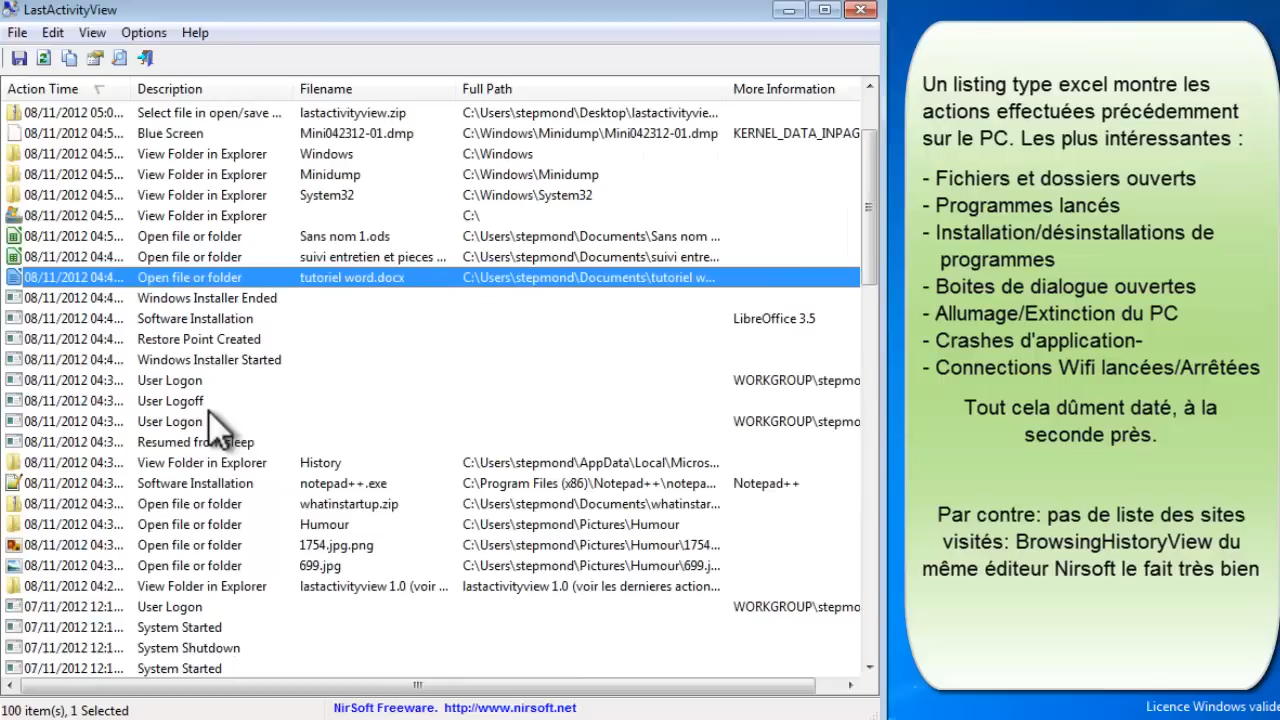 LastActivityView
File Edit View Options Help
Action Time Description Filename Full Path More Information
08/11/2012 05:0... Select file in open/save ... lastactivityview.zip C:\Users\stepmond\Desktop\lastactivityvie...
08/11/2012 04:5... Blue Screen Mini042312-01.dmp C:\Windows\Minidump\Mini042312-01.dmp KERNEL_DATA_INPAG
08/11/2012 04:5... View Folder in Explorer Windows C:\Windows
08/11/2012 04:5... View Folder in Explorer Minidump C:\Windows\Minidump
08/11/2012 04:5... View Folder in Explorer System32 C:\Windows\System32
08/11/2012 04:5... View Folder in Explorer C:\
08/11/2012 04:5... Open file or folder Sans nom 1.ods C:\Users\stepmond\Documents\Sans nom ...
08/11/2012 04:5... Open file or folder suivi entretien et pieces ... C:\Users\stepmond\Documents\suivi entre...
08/11/2012 04:4... Open file or folder tutoriel word.docx C:\Users\stepmond\Documents\tutoriel w...
08/11/2012 04:4... Windows Installer Ended
08/11/2012 04:4... Software Installation LibreOffice 3.5
08/11/2012 04:4... Restore Point Created
08/11/2012 04:4... Windows Installer Started
08/11/2012 04:3... User Logon WORKGROUP\stepmo
08/11/2012 04:3... User Logoff
08/11/2012 04:3... User Logon WORKGROUP\stepmo
08/11/2012 04:3... Resumed from sleep
08/11/2012 04:3... View Folder in Explorer History C:\Users\stepmond\AppData\Local\Micros...
08/11/2012 04:3... Software Installation notepad++.exe C:\Program Files (x86)\Notepad++\notepa... Notepad++
08/11/2012 04:3... Open file or folder whatinstartup.zip C:\Users\stepmond\Documents\whatinstar...
08/11/2012 04:3... Open file or folder Humour C:\Users\stepmond\Pictures\Humour
08/11/2012 04:3... Open file or folder 1754.jpg.png C:\Users\stepmond\Pictures\Humour\1754...
08/11/2012 04:3... Open file or folder 699.jpg C:\Users\stepmond\Pictures\Humour\699.j...
08/11/2012 04:2... View Folder in Explorer lastactivityview 1.0 (voir ... lastactivityview 1.0 (voir les dernieres action...
07/11/2012 12:1... User Logon WORKGROUP\stepmo
07/11/2012 12:1... System Started
07/11/2012 12:1... System Shutdown
07/11/2012 12:1... System Started
100 item(s), 1 Selected NirSoft Freeware. http://www.nirsoft.net
Un listing type excel montre les
actions effectuées précédemment
sur le PC. Les plus intéressantes :
- Fichiers et dossiers ouverts
- Programmes lancés
- Installation/désinstallations de
programmes
- Boites de dialogue ouvertes
- Allumage/Extinction du PC
- Crashes d'application-
- Connections Wifi lancées/Arrêtées
Tout cela dûment daté, à la
seconde près.
Par contre: pas de liste des sites
visités: BrowsingHistoryView du
même éditeur Nirsoft le fait très bien
Licence Windows valide